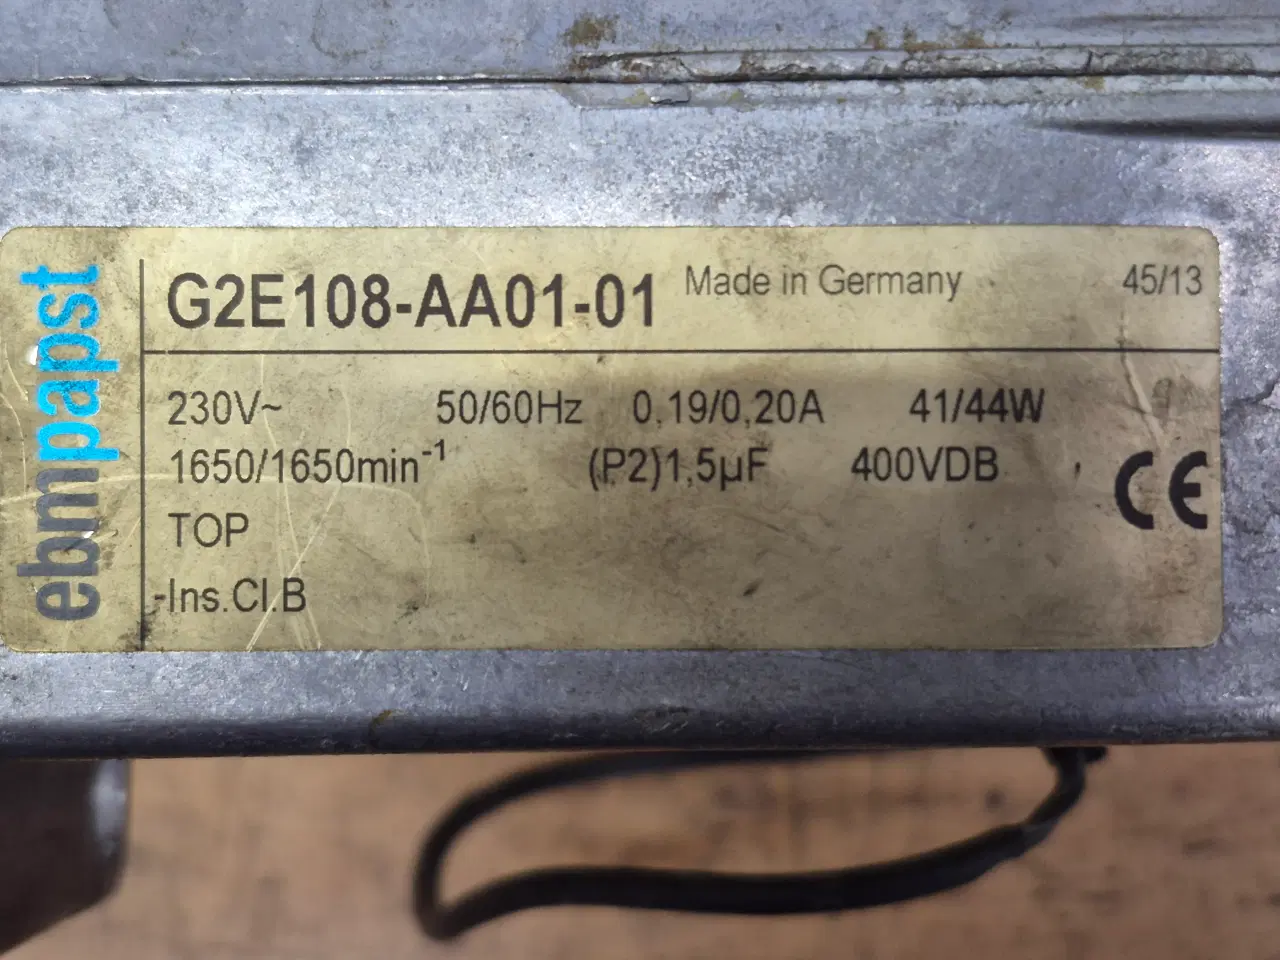 ebmpapst
G2E108-AA01-01 Made in Germany 45/13
230V~ 50/60Hz 0,19/0,20A 41/44W
1650/1650min⁻¹ (P2)1,5µF 400VDB
TOP
-Ins.Cl.B
CE